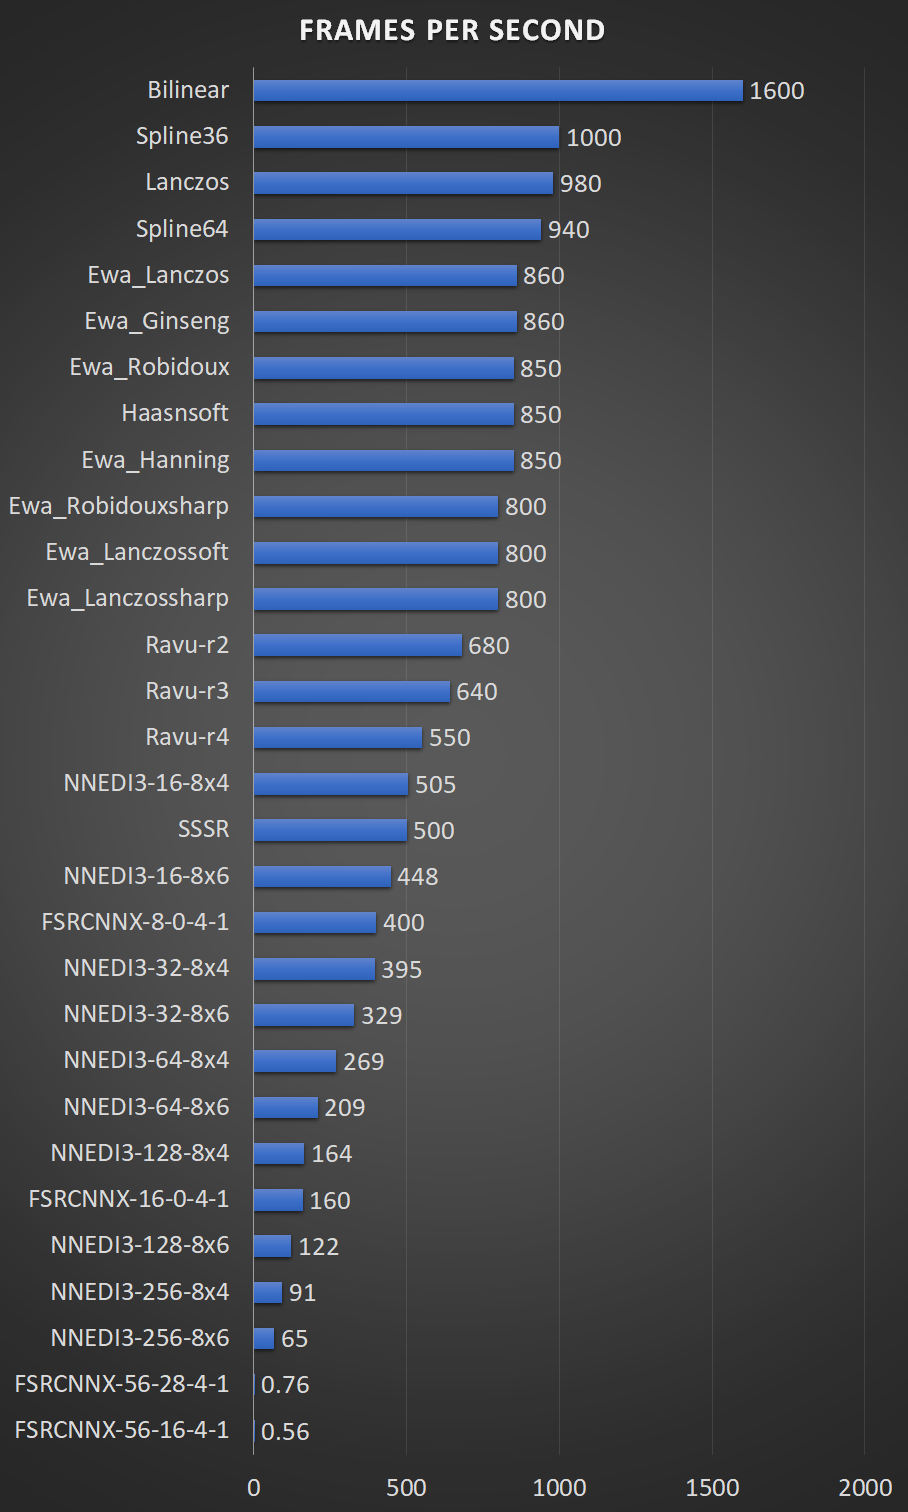 FRAMES PER SECOND
Bilinear 1600
Spline36 1000
Lanczos 980
Spline64 940
Ewa_Lanczos 860
Ewa_Ginseng 860
Ewa_Robidoux 850
Haasnsoft 850
Ewa_Hanning 850
Ewa_Robidouxsharp 800
Ewa_Lanczossoft 800
Ewa_Lanczossharp 800
Ravu-r2 680
Ravu-r3 640
Ravu-r4 550
NNEDI3-16-8x4 505
SSSR 500
NNEDI3-16-8x6 448
FSRCNNX-8-0-4-1 400
NNEDI3-32-8x4 395
NNEDI3-32-8x6 329
NNEDI3-64-8x4 269
NNEDI3-64-8x6 209
NNEDI3-128-8x4 164
FSRCNNX-16-0-4-1 160
NNEDI3-128-8x6 122
NNEDI3-256-8x4 91
NNEDI3-256-8x6 65
FSRCNNX-56-28-4-1 0.76
FSRCNNX-56-16-4-1 0.56
0 500 1000 1500 2000